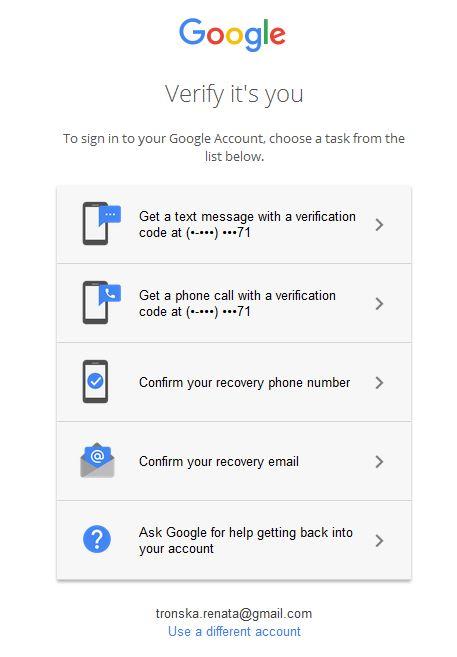 Google
Verify it's you
To sign in to your Google Account, choose a task from the
list below.
Get a text message with a verification
code at (•-•••) •••71
Get a phone call with a verification
code at (•-•••) •••71
Confirm your recovery phone number
@
Confirm your recovery email
?
Ask Google for help getting back into
your account
tronska.renata@gmail.com
Use a different account